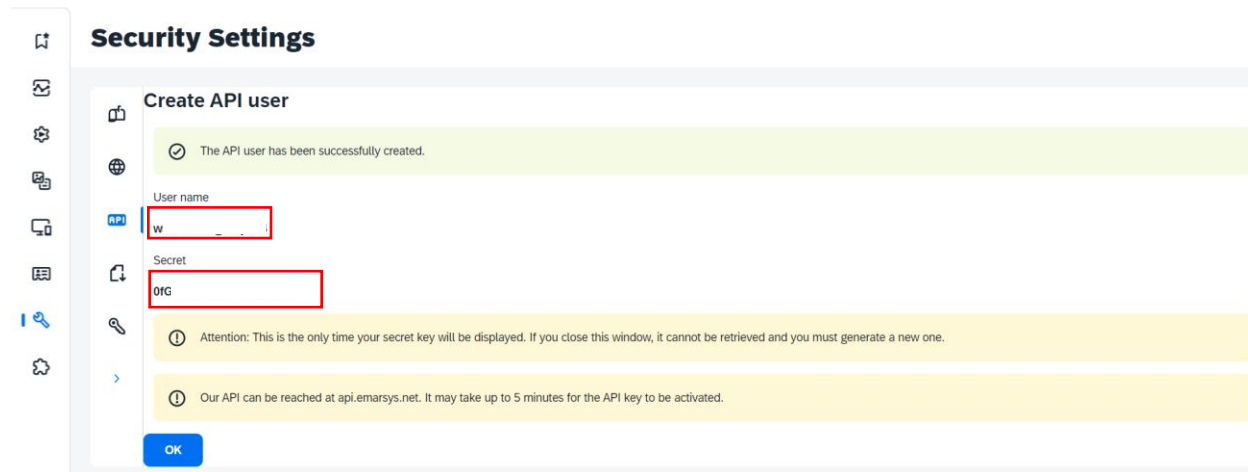 Security Settings
Create API user
The API user has been successfully created.
User name
w
API
Secret
0fG
Attention: This is the only time your secret key will be displayed. If you close this window, it cannot be retrieved and you must generate a new one.
Our API can be reached at api.emarsys.net. It may take up to 5 minutes for the API key to be activated.
OK